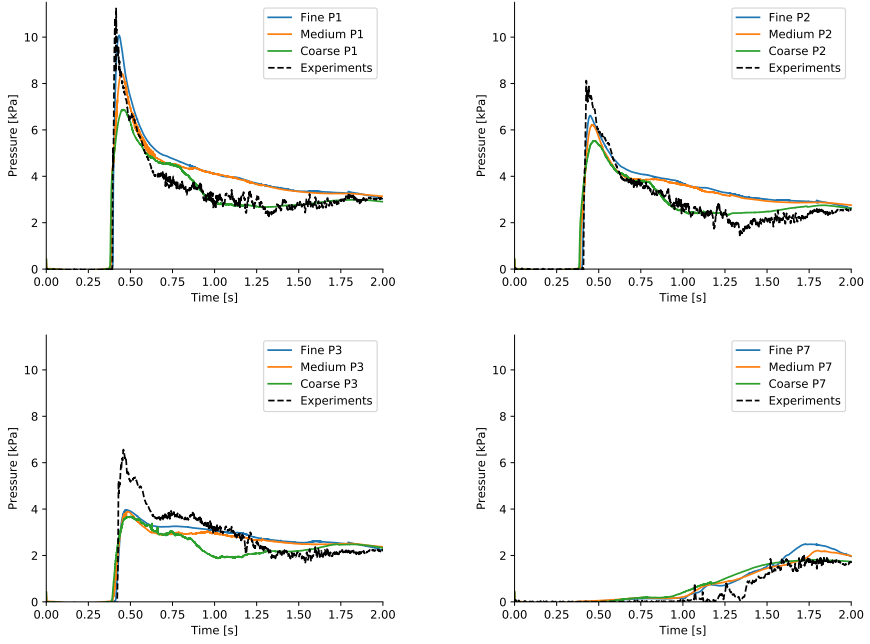 Fine P1
Medium P1
Coarse P1
Experiments
10
8
6
4
2
0
Pressure [kPa]
0.00 0.25 0.50 0.75 1.00 1.25 1.50 1.75 2.00
Time [s]
Fine P2
Medium P2
Coarse P2
Experiments
10
8
6
4
2
0
Pressure [kPa]
0.00 0.25 0.50 0.75 1.00 1.25 1.50 1.75 2.00
Time [s]
Fine P3
Medium P3
Coarse P3
Experiments
10
8
6
4
2
0
Pressure [kPa]
0.00 0.25 0.50 0.75 1.00 1.25 1.50 1.75 2.00
Time [s]
Fine P7
Medium P7
Coarse P7
Experiments
10
8
6
4
2
0
Pressure [kPa]
0.00 0.25 0.50 0.75 1.00 1.25 1.50 1.75 2.00
Time [s]